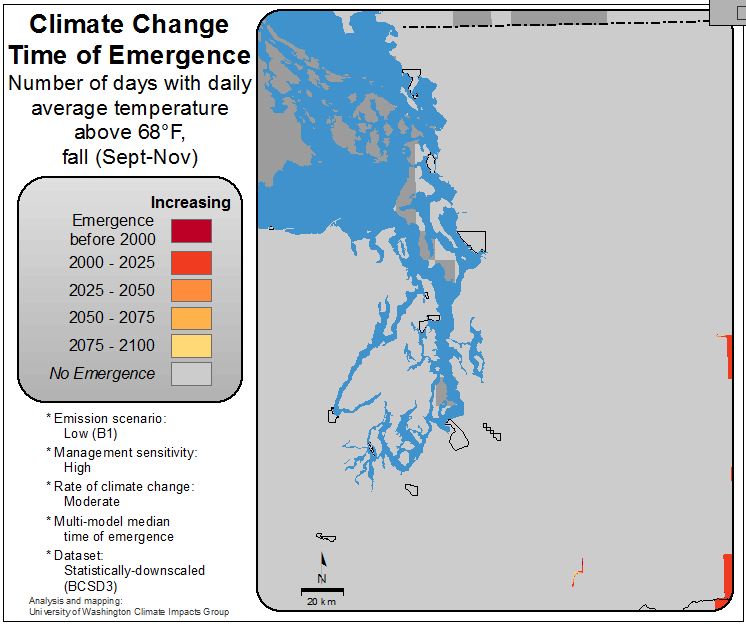 Climate Change
Time of Emergence
Number of days with daily
average temperature
above 68°F,
fall (Sept-Nov)
Increasing
Emergence
before 2000
2000 - 2025
2025 - 2050
2050 - 2075
2075 - 2100
No Emergence
* Emission scenario:
Low (B1)
* Management sensitivity:
High
* Rate of climate change:
Moderate
* Multi-model median
time of emergence
* Dataset:
Statistically-downscaled
(BCSD3)
Analysis and mapping:
University of Washington Climate Impacts Group
N
20 km